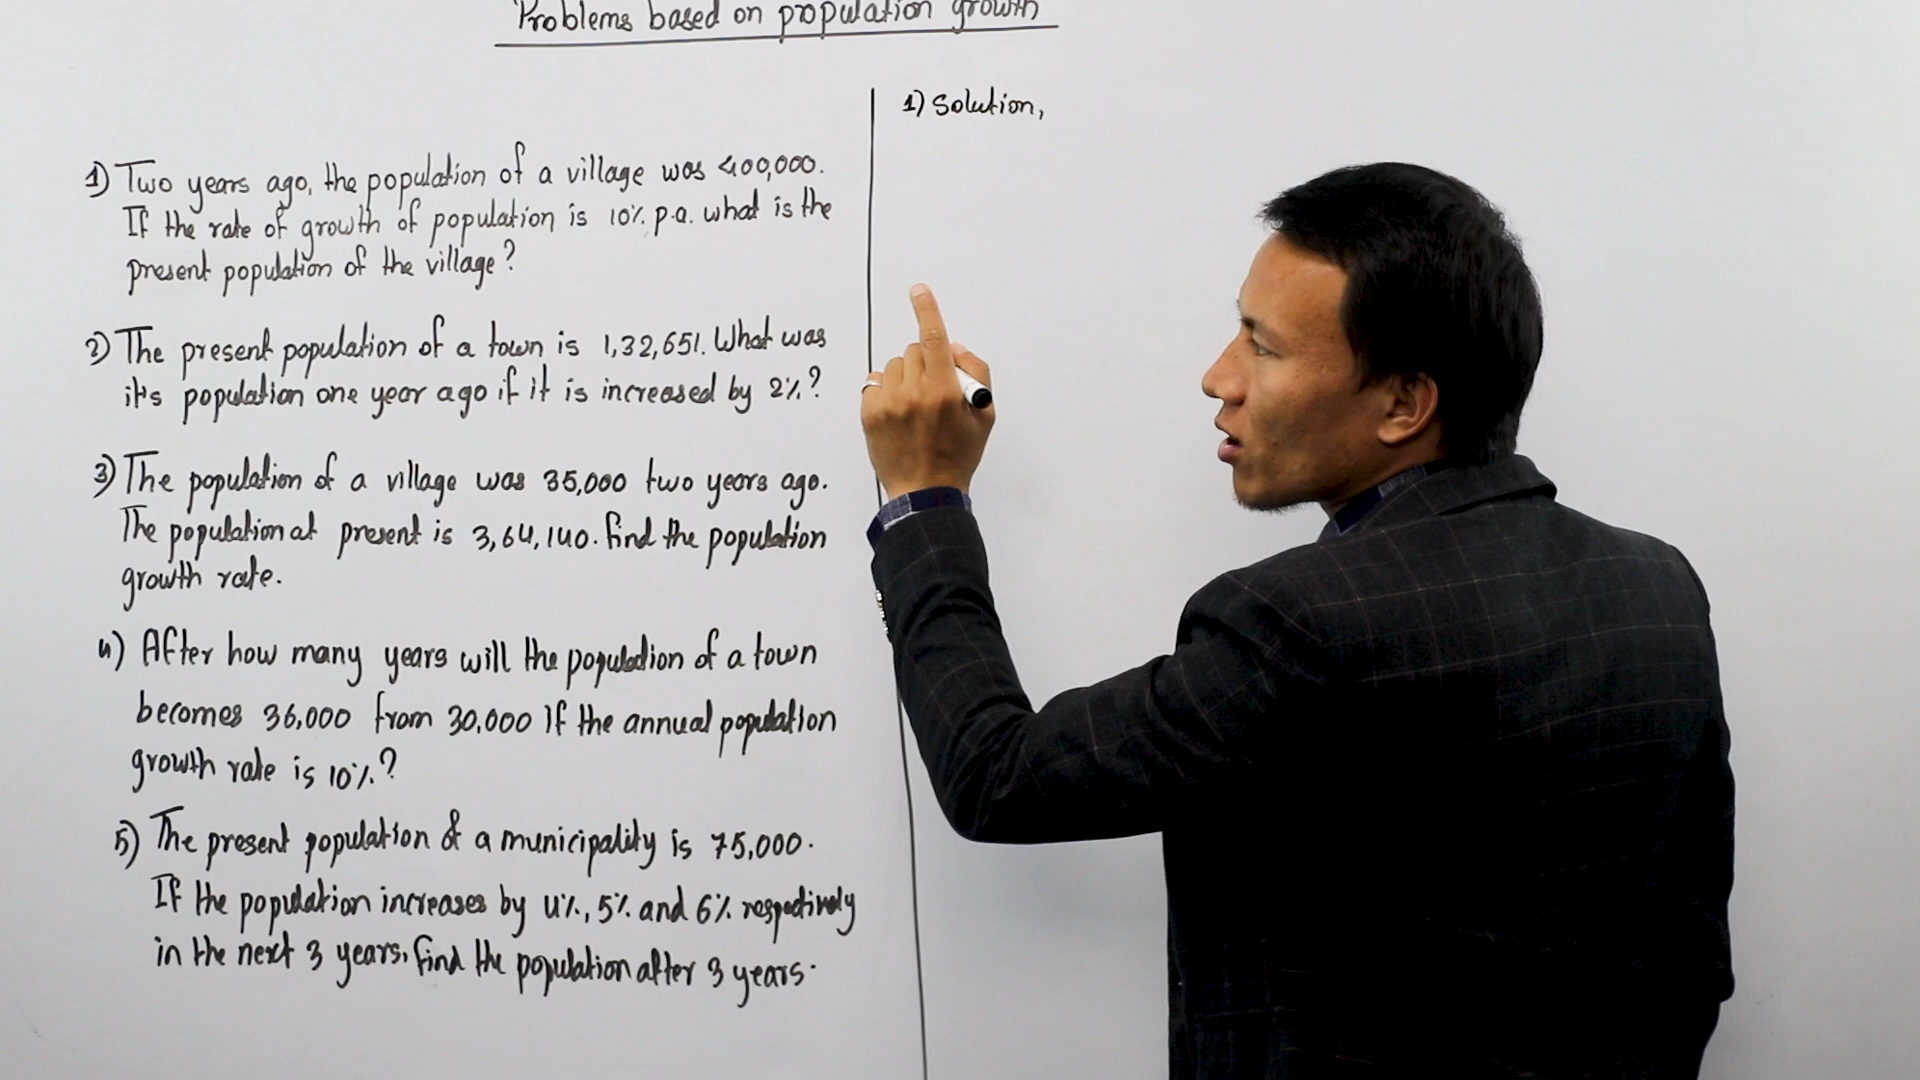 Problems based on population growth
1) Two years ago, the population of a village was 400,000.
If the rate of growth of population is 10% p.a. what is the
present population of the village?
2) The present population of a town is 1,32,651. What was
it's population one year ago if it is increased by 2%?
3) The population of a village was 35,000 two years ago.
The population at present is 3,64,140. find the population
growth rate.
4) After how many years will the population of a town
becomes 36,000 from 30,000 if the annual population
growth rate is 10%?
5) The present population of a municipality is 75,000.
If the population increases by 4%, 5% and 6% respectively
in the next 3 years, find the population after 3 years.
1) Solution,